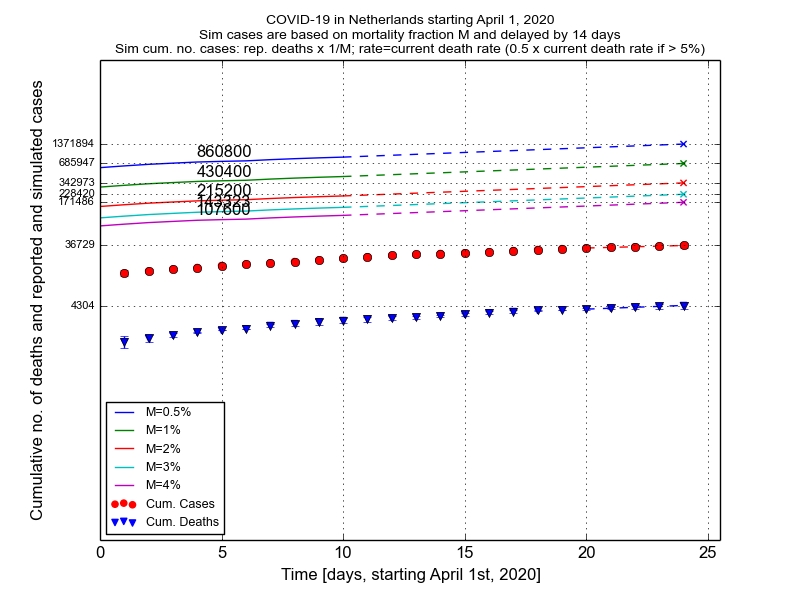 COVID-19 in Netherlands starting April 1, 2020
Sim cases are based on mortality fraction M and delayed by 14 days
Sim cum. no. cases: rep. deaths x 1/M; rate=current death rate (0.5 x current death rate if > 5%)
Cumulative no. of deaths and reported and simulated cases
1371894
685947
342973
228420
171486
36729
4304
860800
430400
215200
143323
107600
M=0.5%
M=1%
M=2%
M=3%
M=4%
Cum. Cases
Cum. Deaths
0
5
10
15
20
25
Time [days, starting April 1st, 2020]